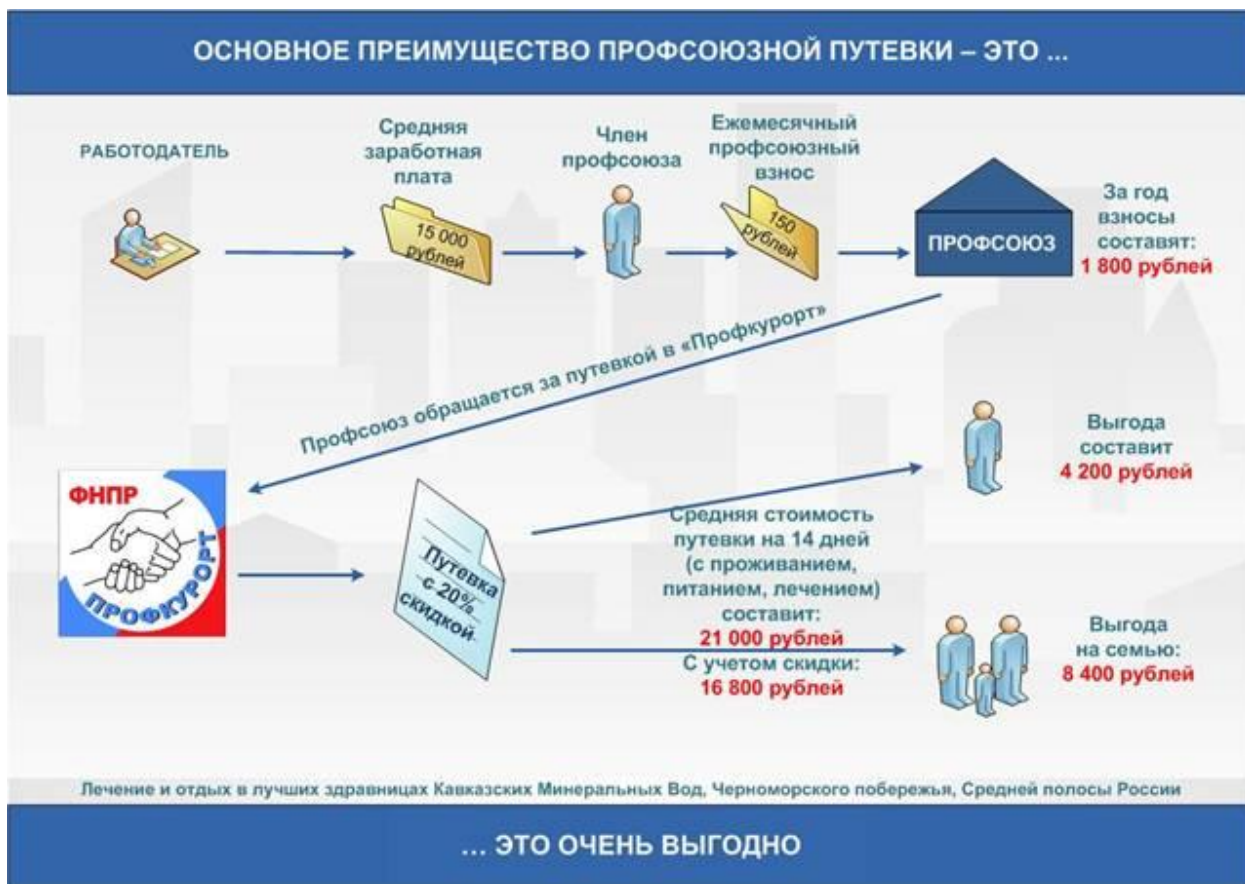 ОСНОВНОЕ ПРЕИМУЩЕСТВО ПРОФСОЮЗНОЙ ПУТЕВКИ – ЭТО ...
РАБОТОДАТЕЛЬ
Средняя
заработная
плата
15 000
рублей
Член
профсоюза
Ежемесячный
профсоюзный
взнос
150
рублей
ПРОФСОЮЗ
За год
взносы
составят:
1 800 рублей
Профсоюз обращается за путевкой в «Профкурорт»
ФНПР
ПРОФКУРОРТ
Путевка
с 20%
скидкой
Средняя стоимость
путевки на 14 дней
(с проживанием,
питанием, лечением)
составит:
21 000 рублей
С учетом скидки:
16 800 рублей
Выгода
составит
4 200 рублей
Выгода
на семью:
8 400 рублей
Лечение и отдых в лучших здравницах Кавказских Минеральных Вод, Черноморского побережья, Средней полосы России
... ЭТО ОЧЕНЬ ВЫГОДНО